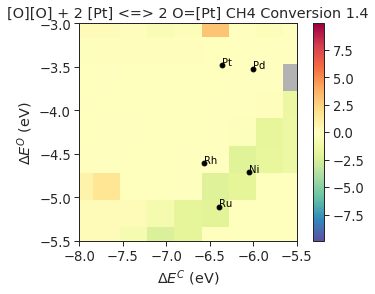 [O][O] + 2 [Pt] <=> 2 O=[Pt] CH4 Conversion 1.4
−3.0
−3.5
−4.0
−4.5
−5.0
−5.5
ΔE^O (eV)
Pt
Pd
Rh
Ni
Ru
−8.0 −7.5 −7.0 −6.5 −6.0 −5.5
ΔE^C (eV)
7.5
5.0
2.5
0.0
−2.5
−5.0
−7.5